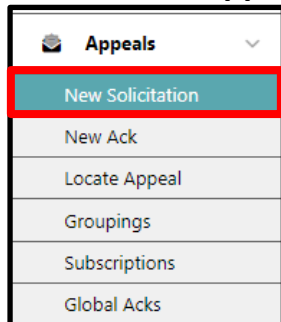 Appeals
New Solicitation
New Ack
Locate Appeal
Groupings
Subscriptions
Global Acks